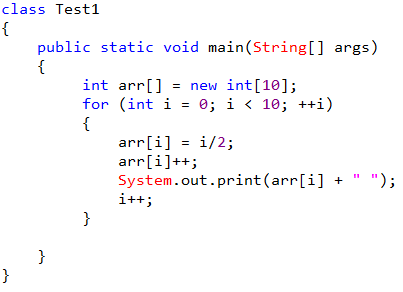 class Test1
{
    public static void main(String[] args)
    {
         int arr[] = new int[10];
         for (int i = 0; i < 10; ++i)
         {
             arr[i] = i/2;
             arr[i]++;
             System.out.print(arr[i] + " ");
             i++;
         }
    }
}